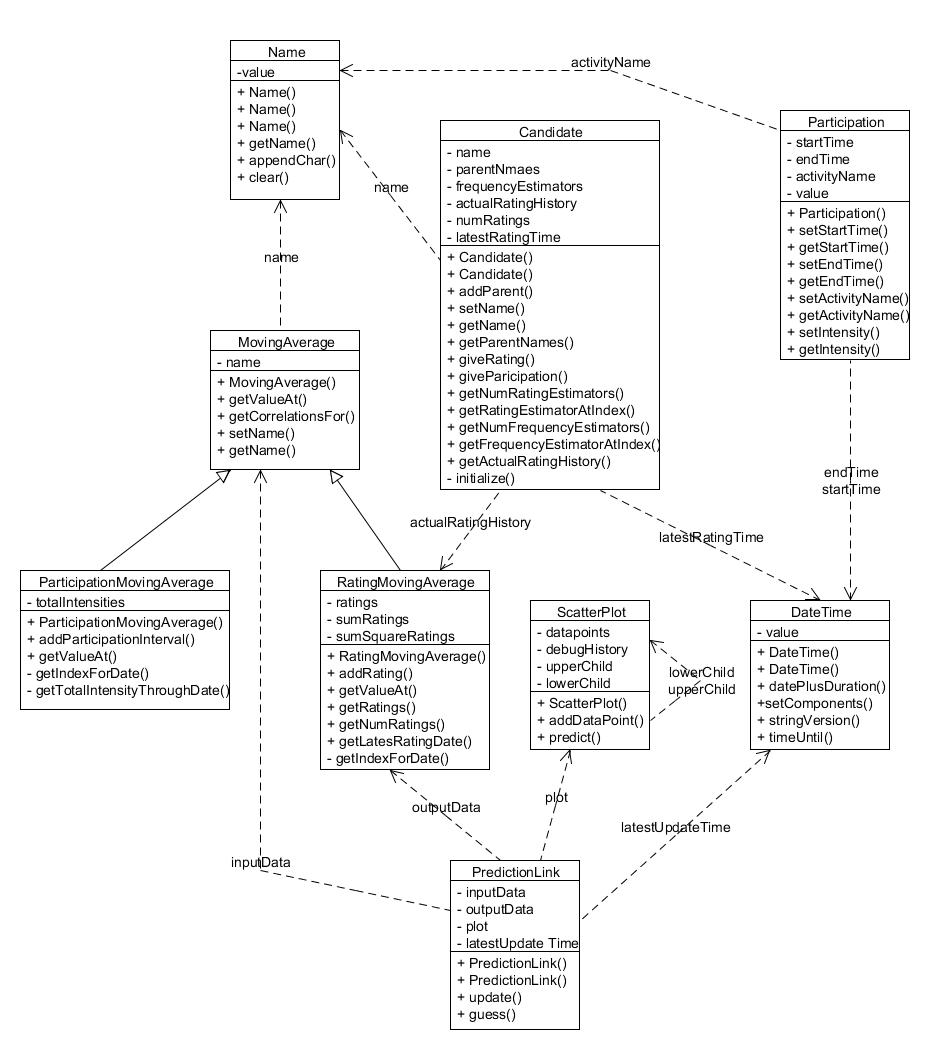 Name
-value
+ Name()
+ Name()
+ Name()
+ getName()
+ appendChar()
+ clear()
activityName
Participation
- startTime
- endTime
- activityName
- value
+ Participation()
+ setStartTime()
+ getStartTime()
+ setEndTime()
+ getEndTime()
+ setActivityName()
+ getActivityName()
+ setIntensity()
+ getIntensity()
Candidate
- name
- parentNmaes
- frequencyEstimators
- actualRatingHistory
- numRatings
- latestRatingTime
+ Candidate()
+ Candidate()
+ addParent()
+ setName()
+ getName()
+ getParentNames()
+ giveRating()
+ giveParicipation()
+ getNumRatingEstimators()
+ getRatingEstimatorAtIndex()
+ getNumFrequencyEstimators()
+ getFrequencyEstimatorAtIndex()
+ getActualRatingHistory()
- initialize()
name
name
MovingAverage
- name
+ MovingAverage()
+ getValueAt()
+ getCorrelationsFor()
+ setName()
+ getName()
endTime
startTime
actualRatingHistory
latestRatingTime
ParticipationMovingAverage
- totalIntensities
+ ParticipationMovingAverage()
+ addParticipationInterval()
+ getValueAt()
- getIndexForDate()
- getTotalIntensityThroughDate()
RatingMovingAverage
- ratings
- sumRatings
- sumSquareRatings
+ RatingMovingAverage()
+ addRating()
+ getValueAt()
+ getRatings()
+ getNumRatings()
+ getLatesRatingDate()
- getIndexForDate()
ScatterPlot
- datapoints
- debugHistory
- upperChild
- lowerChild
+ ScatterPlot()
+ addDataPoint()
+ predict()
lowerChild
upperChild
DateTime
- value
+ DateTime()
+ DateTime()
+ datePlusDuration()
+setComponents()
+ stringVersion()
+ timeUntil()
outputData
plot
latestUpdateTime
inputData
PredictionLink
- inputData
- outputData
- plot
- latestUpdate Time
+ PredictionLink()
+ PredictionLink()
+ update()
+ guess()